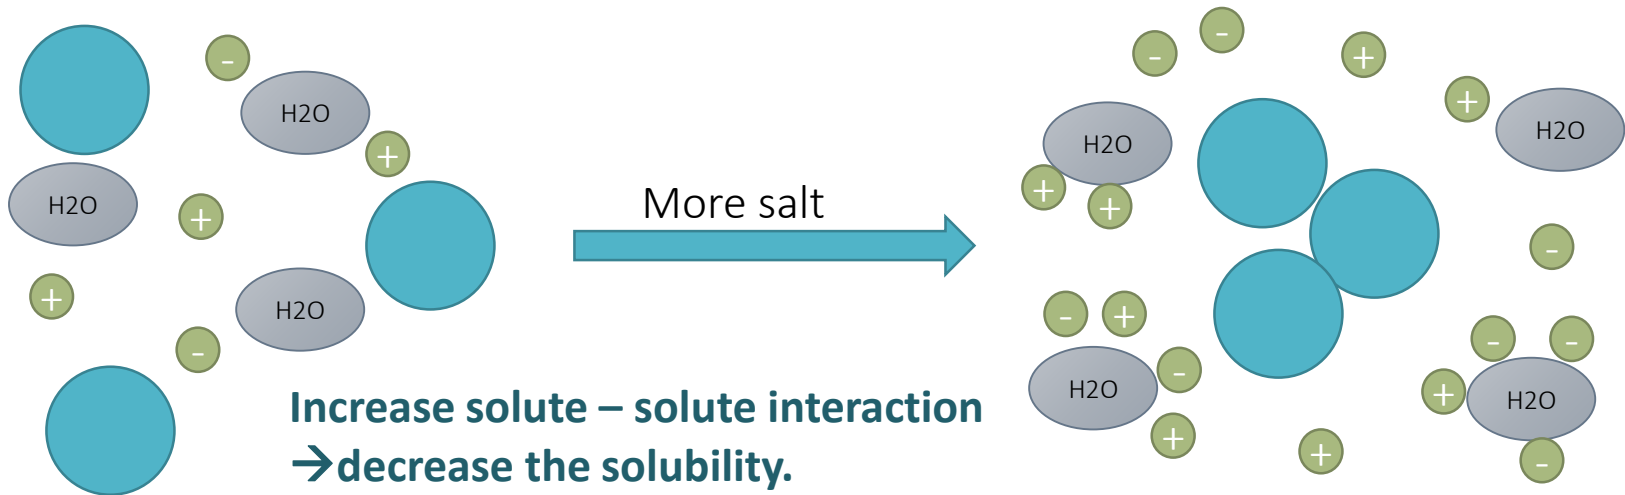 -
H2O
+
H2O
+
+
H2O
-
More salt
Increase solute – solute interaction
→decrease the solubility.
-
-
+
+
H2O
H2O
+
+
-
-
+
-
-
H2O
-
+
H2O
+
+
-